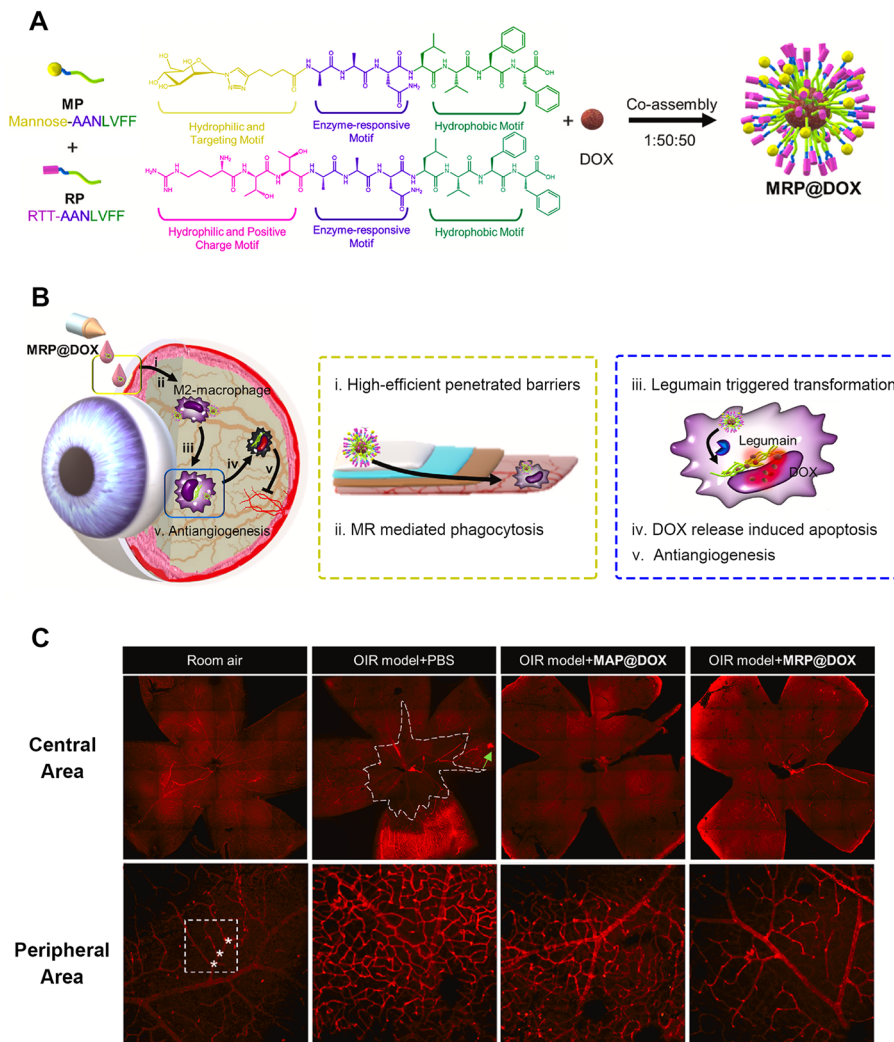 A
MP
Mannose-AANLVFF
+
RP
RTT-AANLVFF
Hydrophilic and
Targeting Motif
Enzyme-responsive
Motif
Hydrophobic Motif
Hydrophilic and Positive
Charge Motif
Enzyme-responsive
Motif
Hydrophobic Motif
+
DOX
Co-assembly
1:50:50
MRP@DOX
B
MRP@DOX
i
ii
M2-macrophage
iii
iv
v
v. Antiangiogenesis
i. High-efficient penetrated barriers
ii. MR mediated phagocytosis
iii. Legumain triggered transformation
Legumain
DOX
iv. DOX release induced apoptosis
v. Antiangiogenesis
C
Room air
OIR model+PBS
OIR model+MAP@DOX
OIR model+MRP@DOX
Central
Area
Peripheral
Area